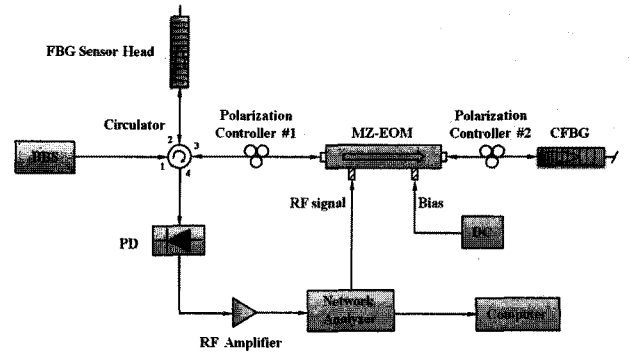 FBG Sensor Head
Circulator
2
3
1
4
BBS
Polarization
Controller #1
MZ-EOM
Polarization
Controller #2
CFBG
RF signal
Bias
DC
PD
RF Amplifier
Network
Analyzer
Computer